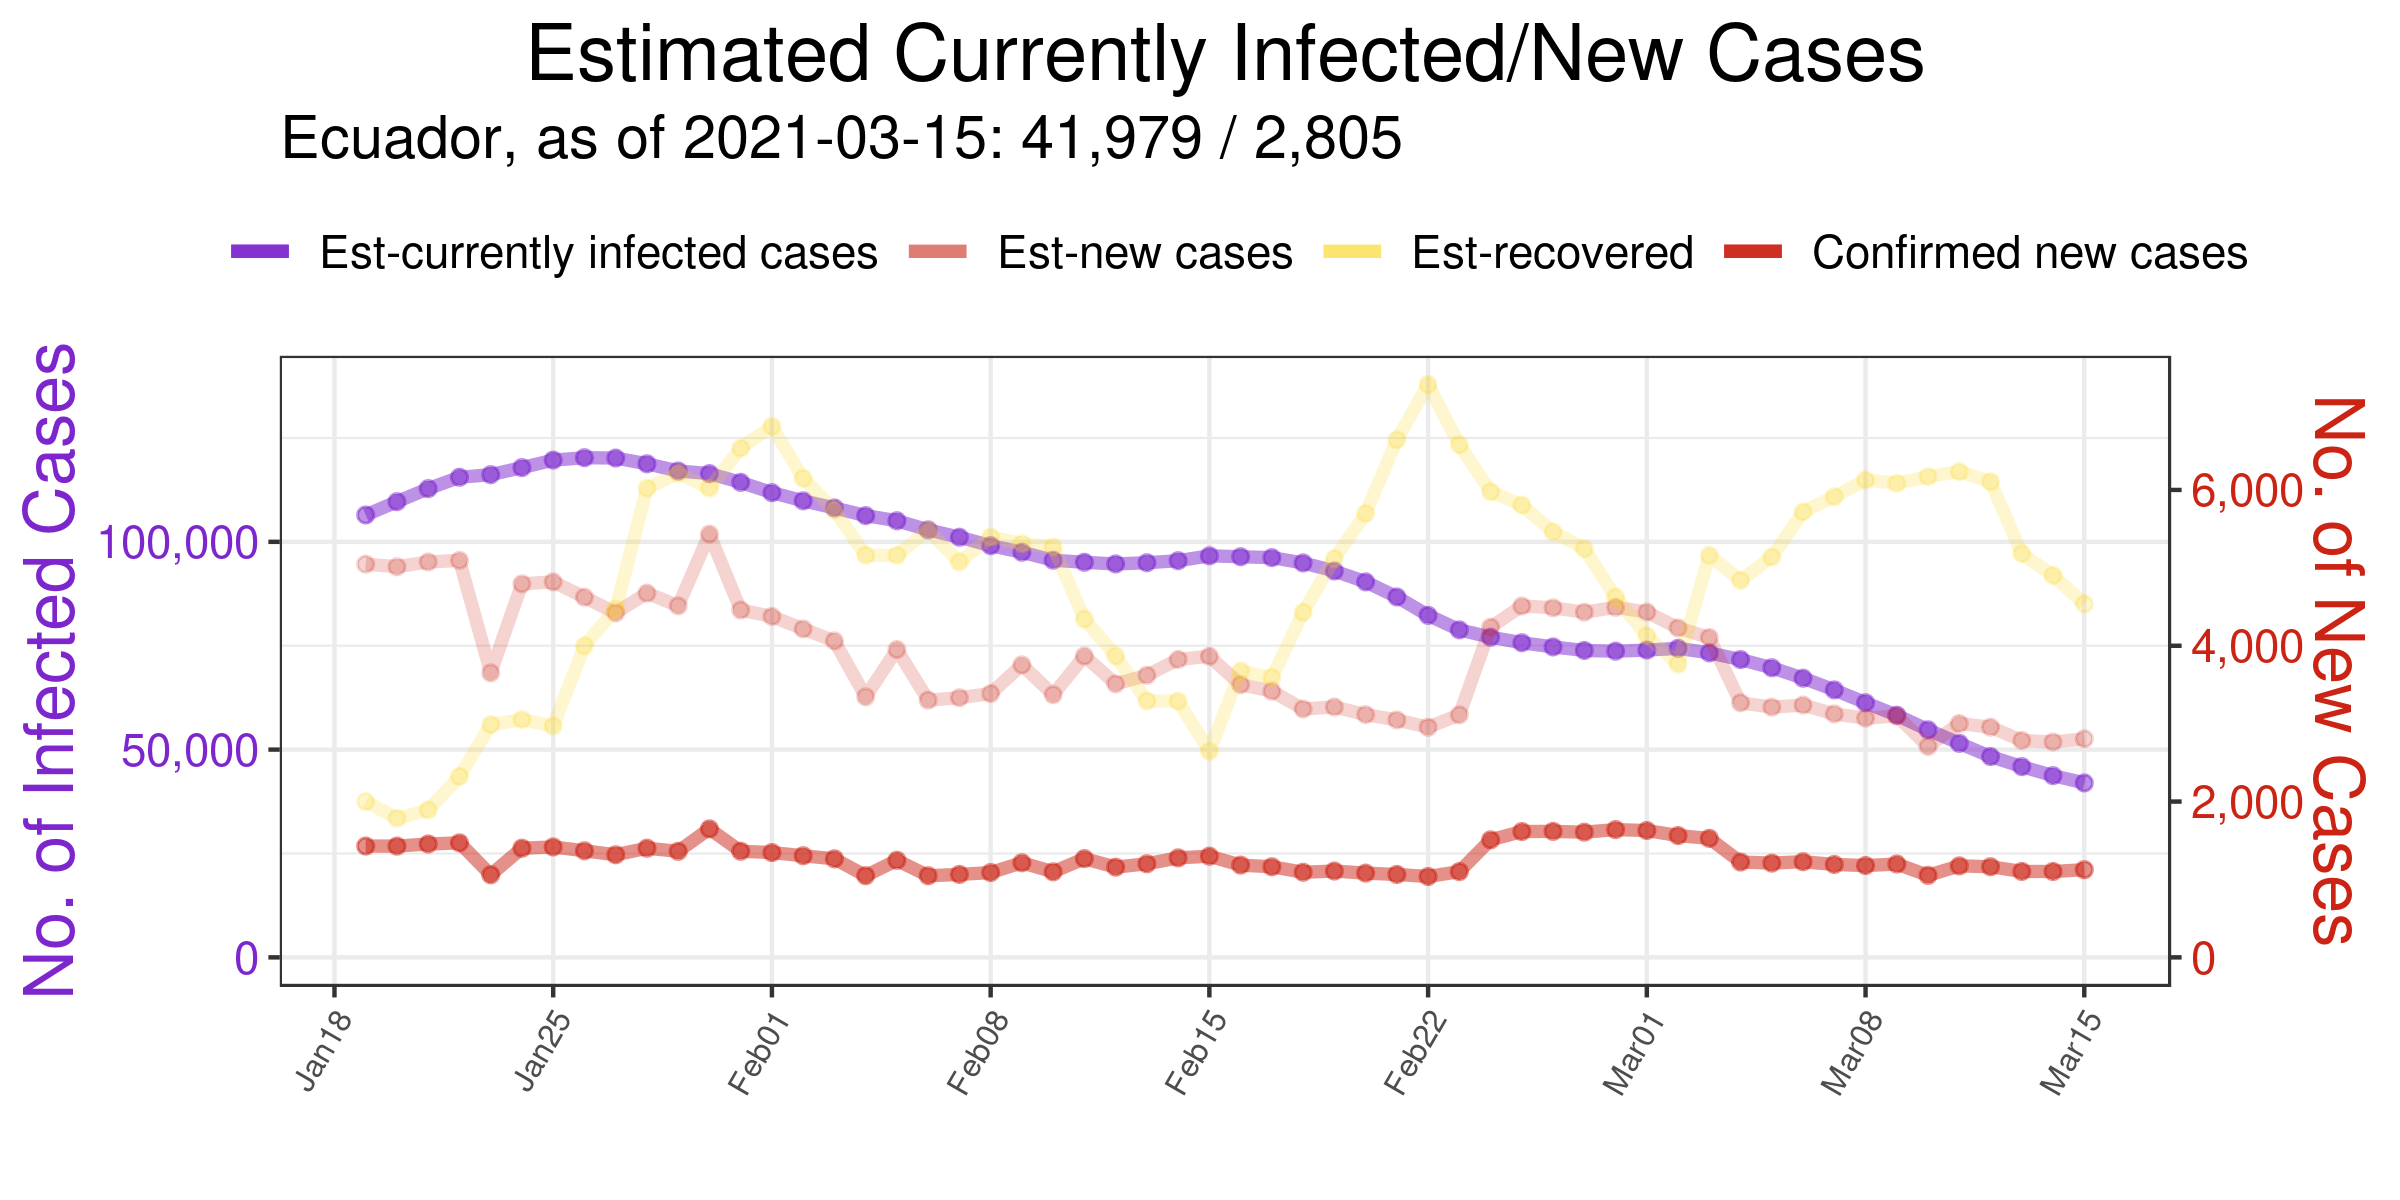 Estimated Currently Infected/New Cases
Ecuador, as of 2021-03-15: 41,979 / 2,805
Est-currently infected cases Est-new cases Est-recovered Confirmed new cases
No. of Infected Cases
100,000
50,000
0
6,000
4,000
2,000
0
No. of New Cases
Jan18 Jan25 Feb01 Feb08 Feb15 Feb22 Mar01 Mar08 Mar15